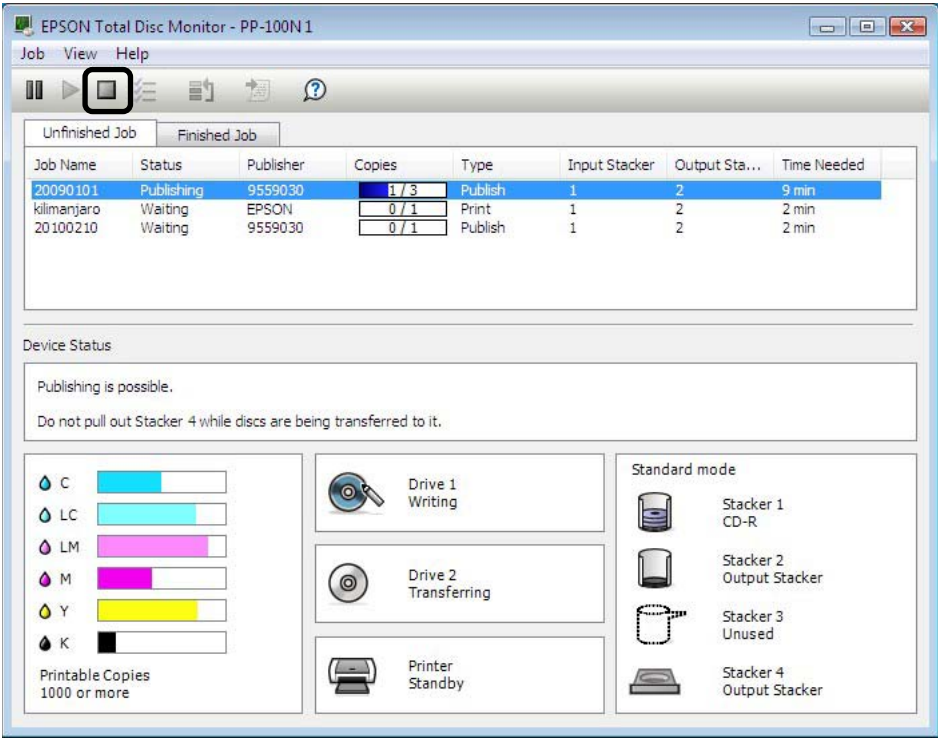 EPSON Total Disc Monitor - PP-100N 1
Job View Help
Unfinished Job Finished Job
Job Name Status Publisher Copies Type Input Stacker Output Sta... Time Needed
20090101 Publishing 9559030 1 / 3 Publish 1 2 9 min
kilimanjaro Waiting EPSON 0 / 1 Print 1 2 2 min
20100210 Waiting 9559030 0 / 1 Publish 1 2 2 min
Device Status
Publishing is possible.
Do not pull out Stacker 4 while discs are being transferred to it.
C
LC
LM
M
Y
K
Printable Copies
1000 or more
Drive 1
Writing
Drive 2
Transferring
Printer
Standby
Standard mode
Stacker 1
CD-R
Stacker 2
Output Stacker
Stacker 3
Unused
Stacker 4
Output Stacker